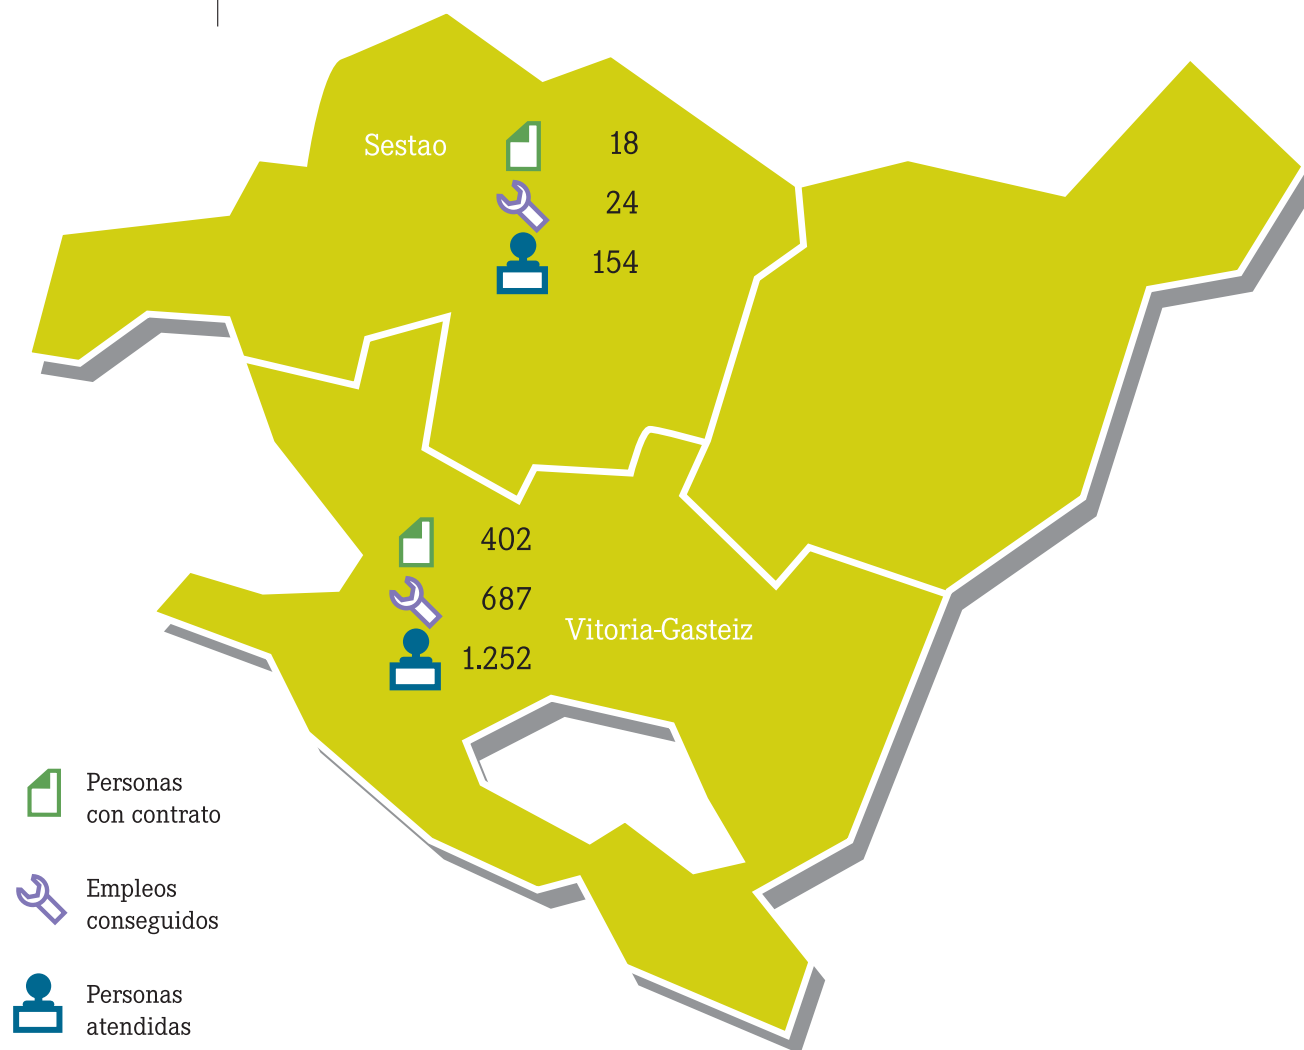 Sestao
18
24
154
402
687
1.252
Vitoria-Gasteiz
Personas
con contrato
Empleos
conseguidos
Personas
atendidas